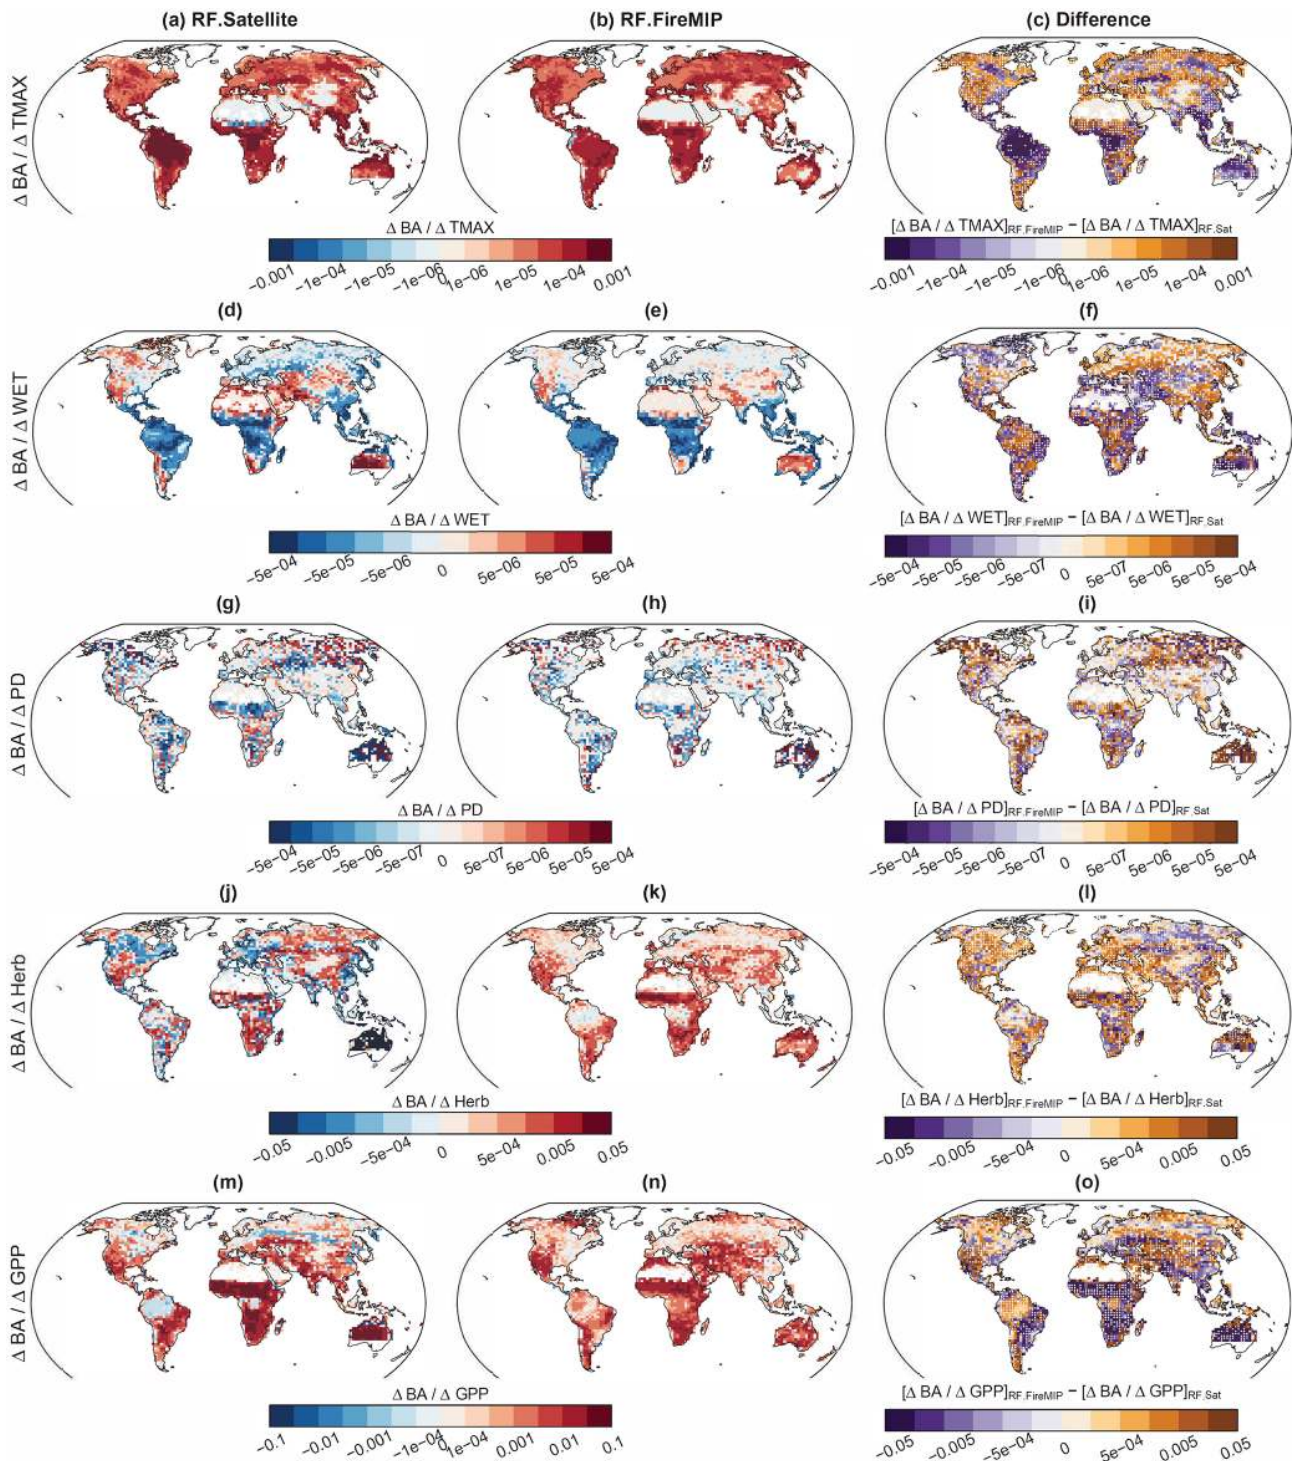 (a) RF.Satellite (b) RF.FireMIP (c) Difference
Δ BA / Δ TMAX
Δ BA / Δ TMAX [Δ BA / Δ TMAX]RF.FireMIP − [Δ BA / Δ TMAX]RF.Sat
−0.001 −1e−04 −1e−05 −1e−06 0 1e−06 1e−05 1e−04 0.001 −0.001 −1e−04 −1e−05 −1e−06 0 1e−06 1e−05 1e−04 0.001
(d) (e) (f)
Δ BA / Δ WET
Δ BA / Δ WET [Δ BA / Δ WET]RF.FireMIP − [Δ BA / Δ WET]RF.Sat
−5e−04 −5e−05 −5e−06 0 5e−06 5e−05 5e−04 −5e−04 −5e−05 −5e−06 −5e−07 0 5e−07 5e−06 5e−05 5e−04
(g) (h) (i)
Δ BA / Δ PD
Δ BA / Δ PD [Δ BA / Δ PD]RF.FireMIP − [Δ BA / Δ PD]RF.Sat
−5e−04 −5e−05 −5e−06 −5e−07 0 5e−07 5e−06 5e−05 5e−04 −5e−04 −5e−05 −5e−06 −5e−07 0 5e−07 5e−06 5e−05 5e−04
(j) (k) (l)
Δ BA / Δ Herb
Δ BA / Δ Herb [Δ BA / Δ Herb]RF.FireMIP − [Δ BA / Δ Herb]RF.Sat
−0.05 −0.005 −5e−04 0 5e−04 0.005 0.05 −0.05 −0.005 −5e−04 0 5e−04 0.005 0.05
(m) (n) (o)
Δ BA / Δ GPP
Δ BA / Δ GPP [Δ BA / Δ GPP]RF.FireMIP − [Δ BA / Δ GPP]RF.Sat
−0.1 −0.01 −0.001 −1e−04 1e−04 0.001 0.01 0.1 −0.05 −0.005 −5e−04 0 5e−04 0.005 0.05